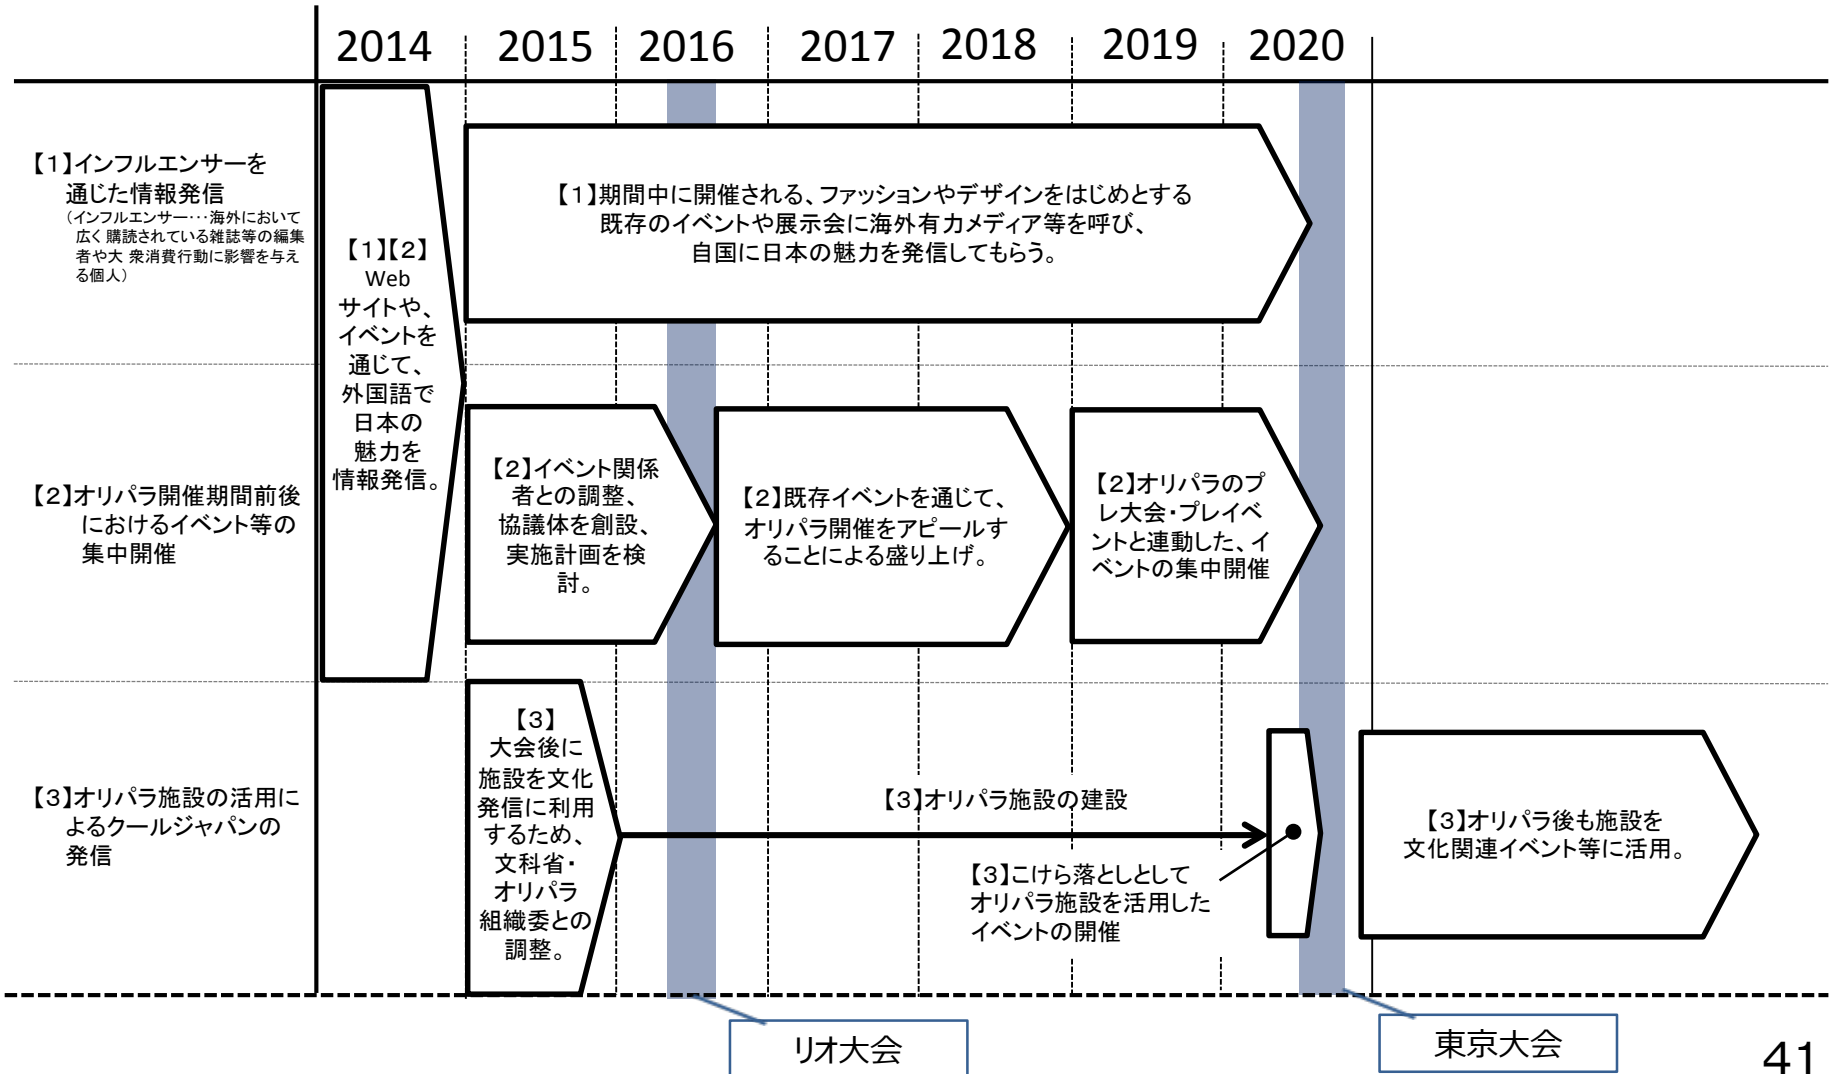 2014 2015 2016 2017 2018 2019 2020
【1】インフルエンサーを
通じた情報発信
（インフルエンサー・・・海外において
広く 購読されている雑誌等の編集
者や大 衆消費行動に影響を与え
る個人）
【1】【2】
Web
サイトや、
イベントを
通じて、
外国語で
日本の
魅力を
情報発信。
【1】期間中に開催される、ファッションやデザインをはじめとする
既存のイベントや展示会に海外有力メディア等を呼び、
自国に日本の魅力を発信してもらう。
【2】オリパラ開催期間前後
におけるイベント等の
集中開催
【2】イベント関係
者との調整、
協議体を創設、
実施計画を検
討。
【2】既存イベントを通じて、
オリパラ開催をアピールす
ることによる盛り上げ。
【2】オリパラのプ
レ大会・プレイベ
ントと連動した、イ
ベントの集中開催
【3】オリパラ施設の活用に
よるクールジャパンの
発信
【3】
大会後に
施設を文化
発信に利用
するため、
文科省・
オリパラ
組織委との
調整。
【3】オリパラ施設の建設
【3】こけら落としとして
オリパラ施設を活用した
イベントの開催
【3】オリパラ後も施設を
文化関連イベント等に活用。
リオ大会
東京大会
41